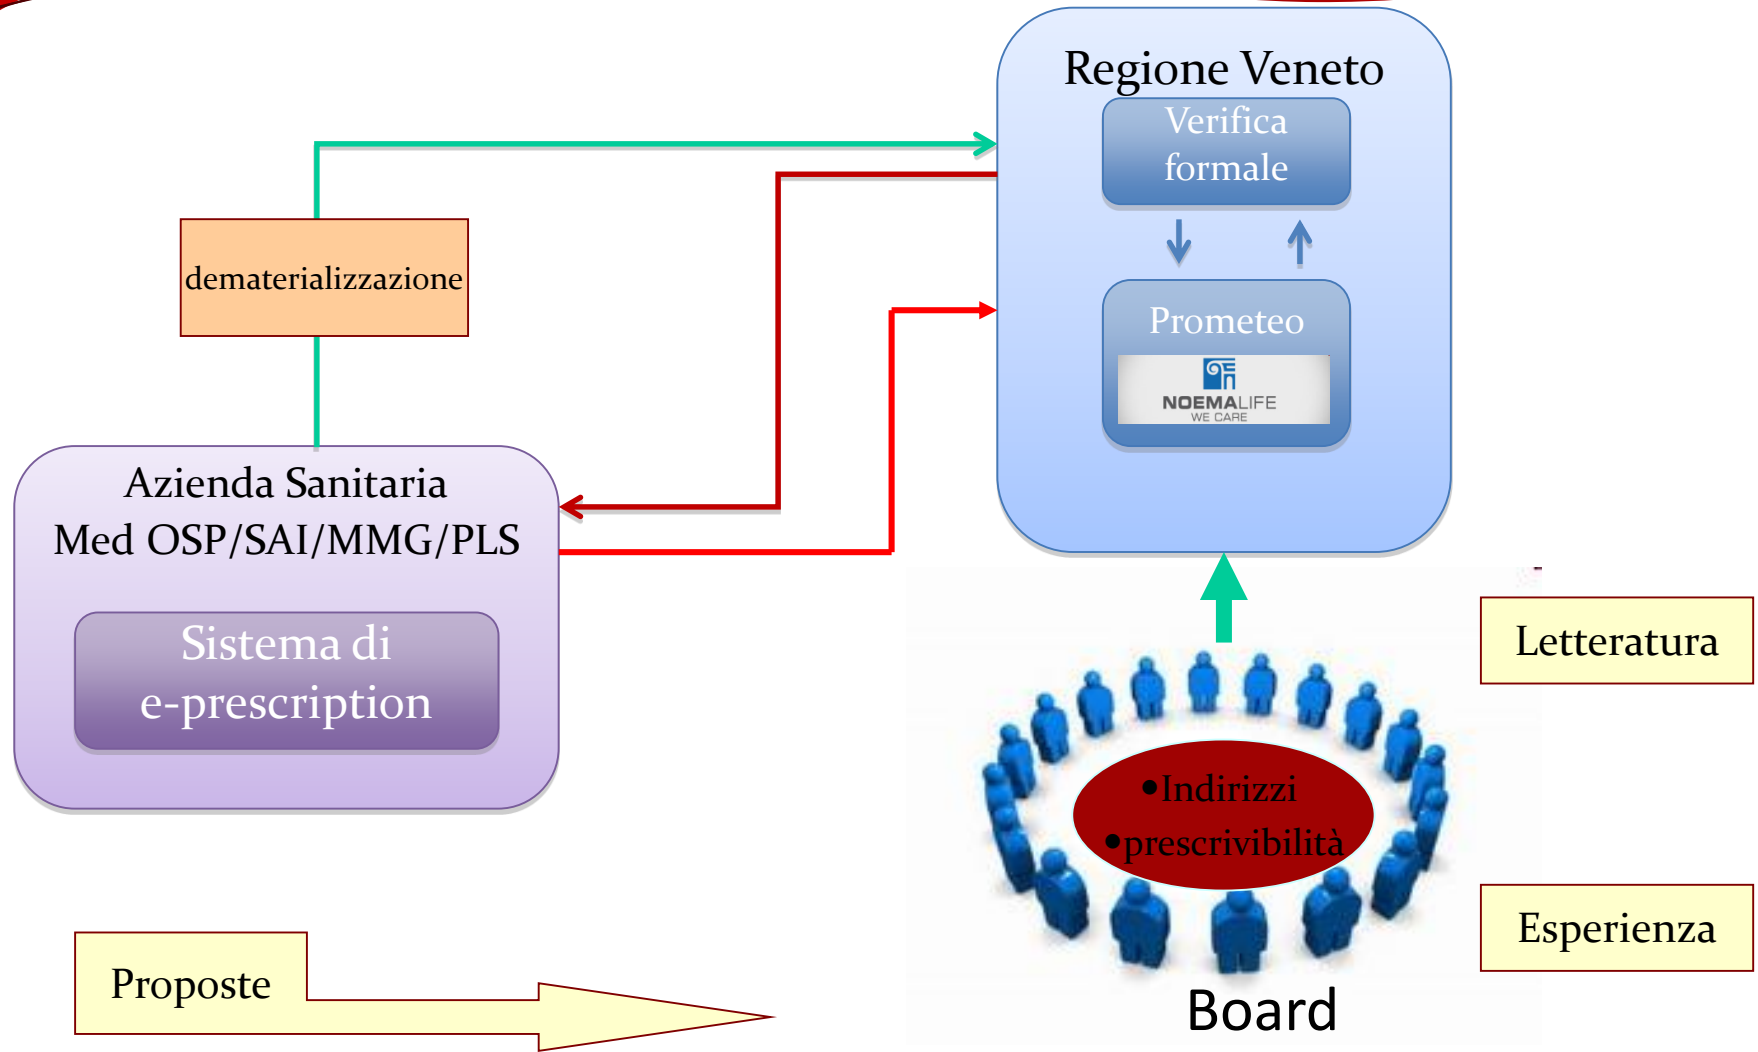 Regione Veneto
Verifica
formale
dematerializzazione
Prometeo
NOEMALIFE
WE CARE
Azienda Sanitaria
Med OSP/SAI/MMG/PLS
Sistema di
e-prescription
Letteratura
•Indirizzi
•prescrivibilità
Esperienza
Proposte
Board